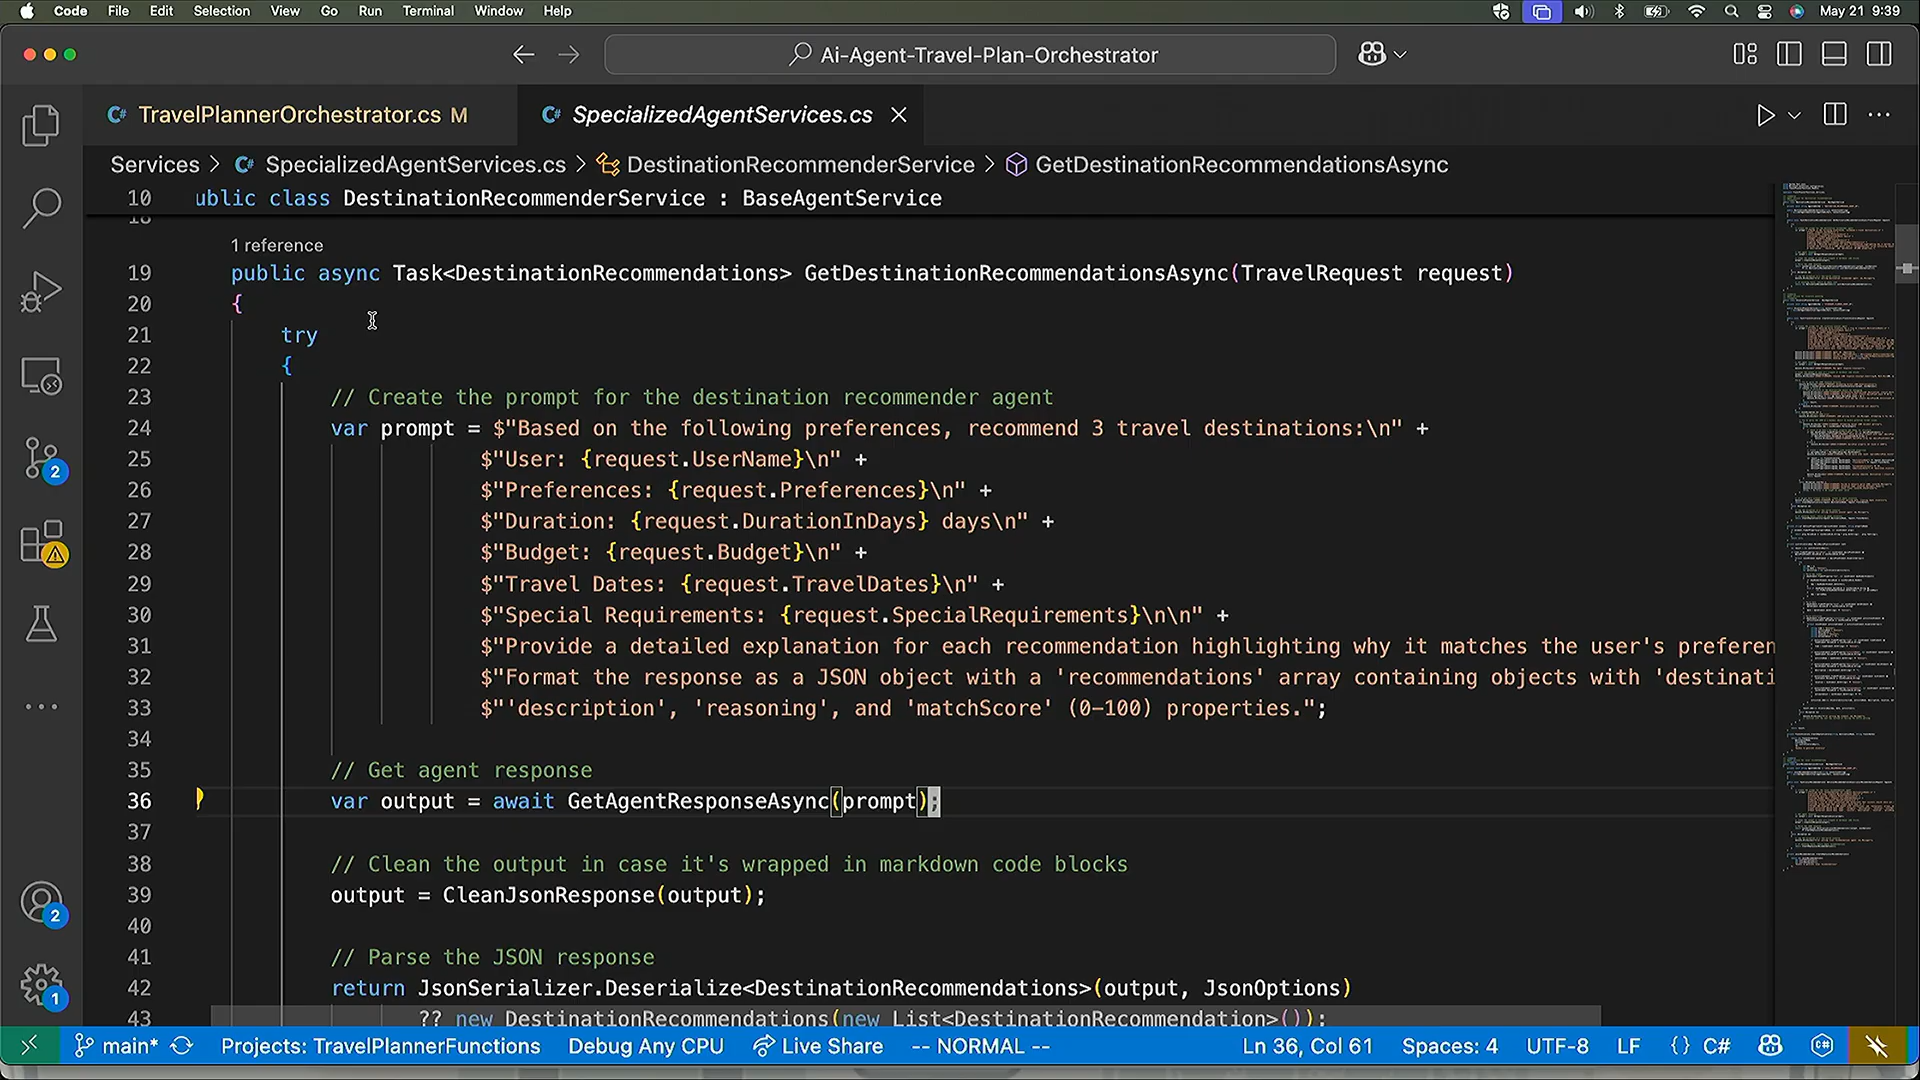 Code File Edit Selection View Go Run Terminal Window Help May 21 9:39
Ai-Agent-Travel-Plan-Orchestrator
TravelPlannerOrchestrator.cs M SpecializedAgentServices.cs
Services > SpecializedAgentServices.cs > DestinationRecommenderService > GetDestinationRecommendationsAsync
10 ublic class DestinationRecommenderService : BaseAgentService
18
1 reference
19 public async Task<DestinationRecommendations> GetDestinationRecommendationsAsync(TravelRequest request)
20 {
21 try
22 {
23 // Create the prompt for the destination recommender agent
24 var prompt = $"Based on the following preferences, recommend 3 travel destinations:\n" +
25 $"User: {request.UserName}\n" +
26 $"Preferences: {request.Preferences}\n" +
27 $"Duration: {request.DurationInDays} days\n" +
28 $"Budget: {request.Budget}\n" +
29 $"Travel Dates: {request.TravelDates}\n" +
30 $"Special Requirements: {request.SpecialRequirements}\n\n" +
31 $"Provide a detailed explanation for each recommendation highlighting why it matches the user's preferen
32 $"Format the response as a JSON object with a 'recommendations' array containing objects with 'destinati
33 $"'description', 'reasoning', and 'matchScore' (0-100) properties.";
34
35 // Get agent response
36 var output = await GetAgentResponseAsync(prompt);
37
38 // Clean the output in case it's wrapped in markdown code blocks
39 output = CleanJsonResponse(output);
40
41 // Parse the JSON response
42 return JsonSerializer.Deserialize<DestinationRecommendations>(output, JsonOptions)
43 ?? new DestinationRecommendations(new List<DestinationRecommendation>());
2
2
1
main* Projects: TravelPlannerFunctions Debug Any CPU Live Share -- NORMAL -- Ln 36, Col 61 Spaces: 4 UTF-8 LF {} C#